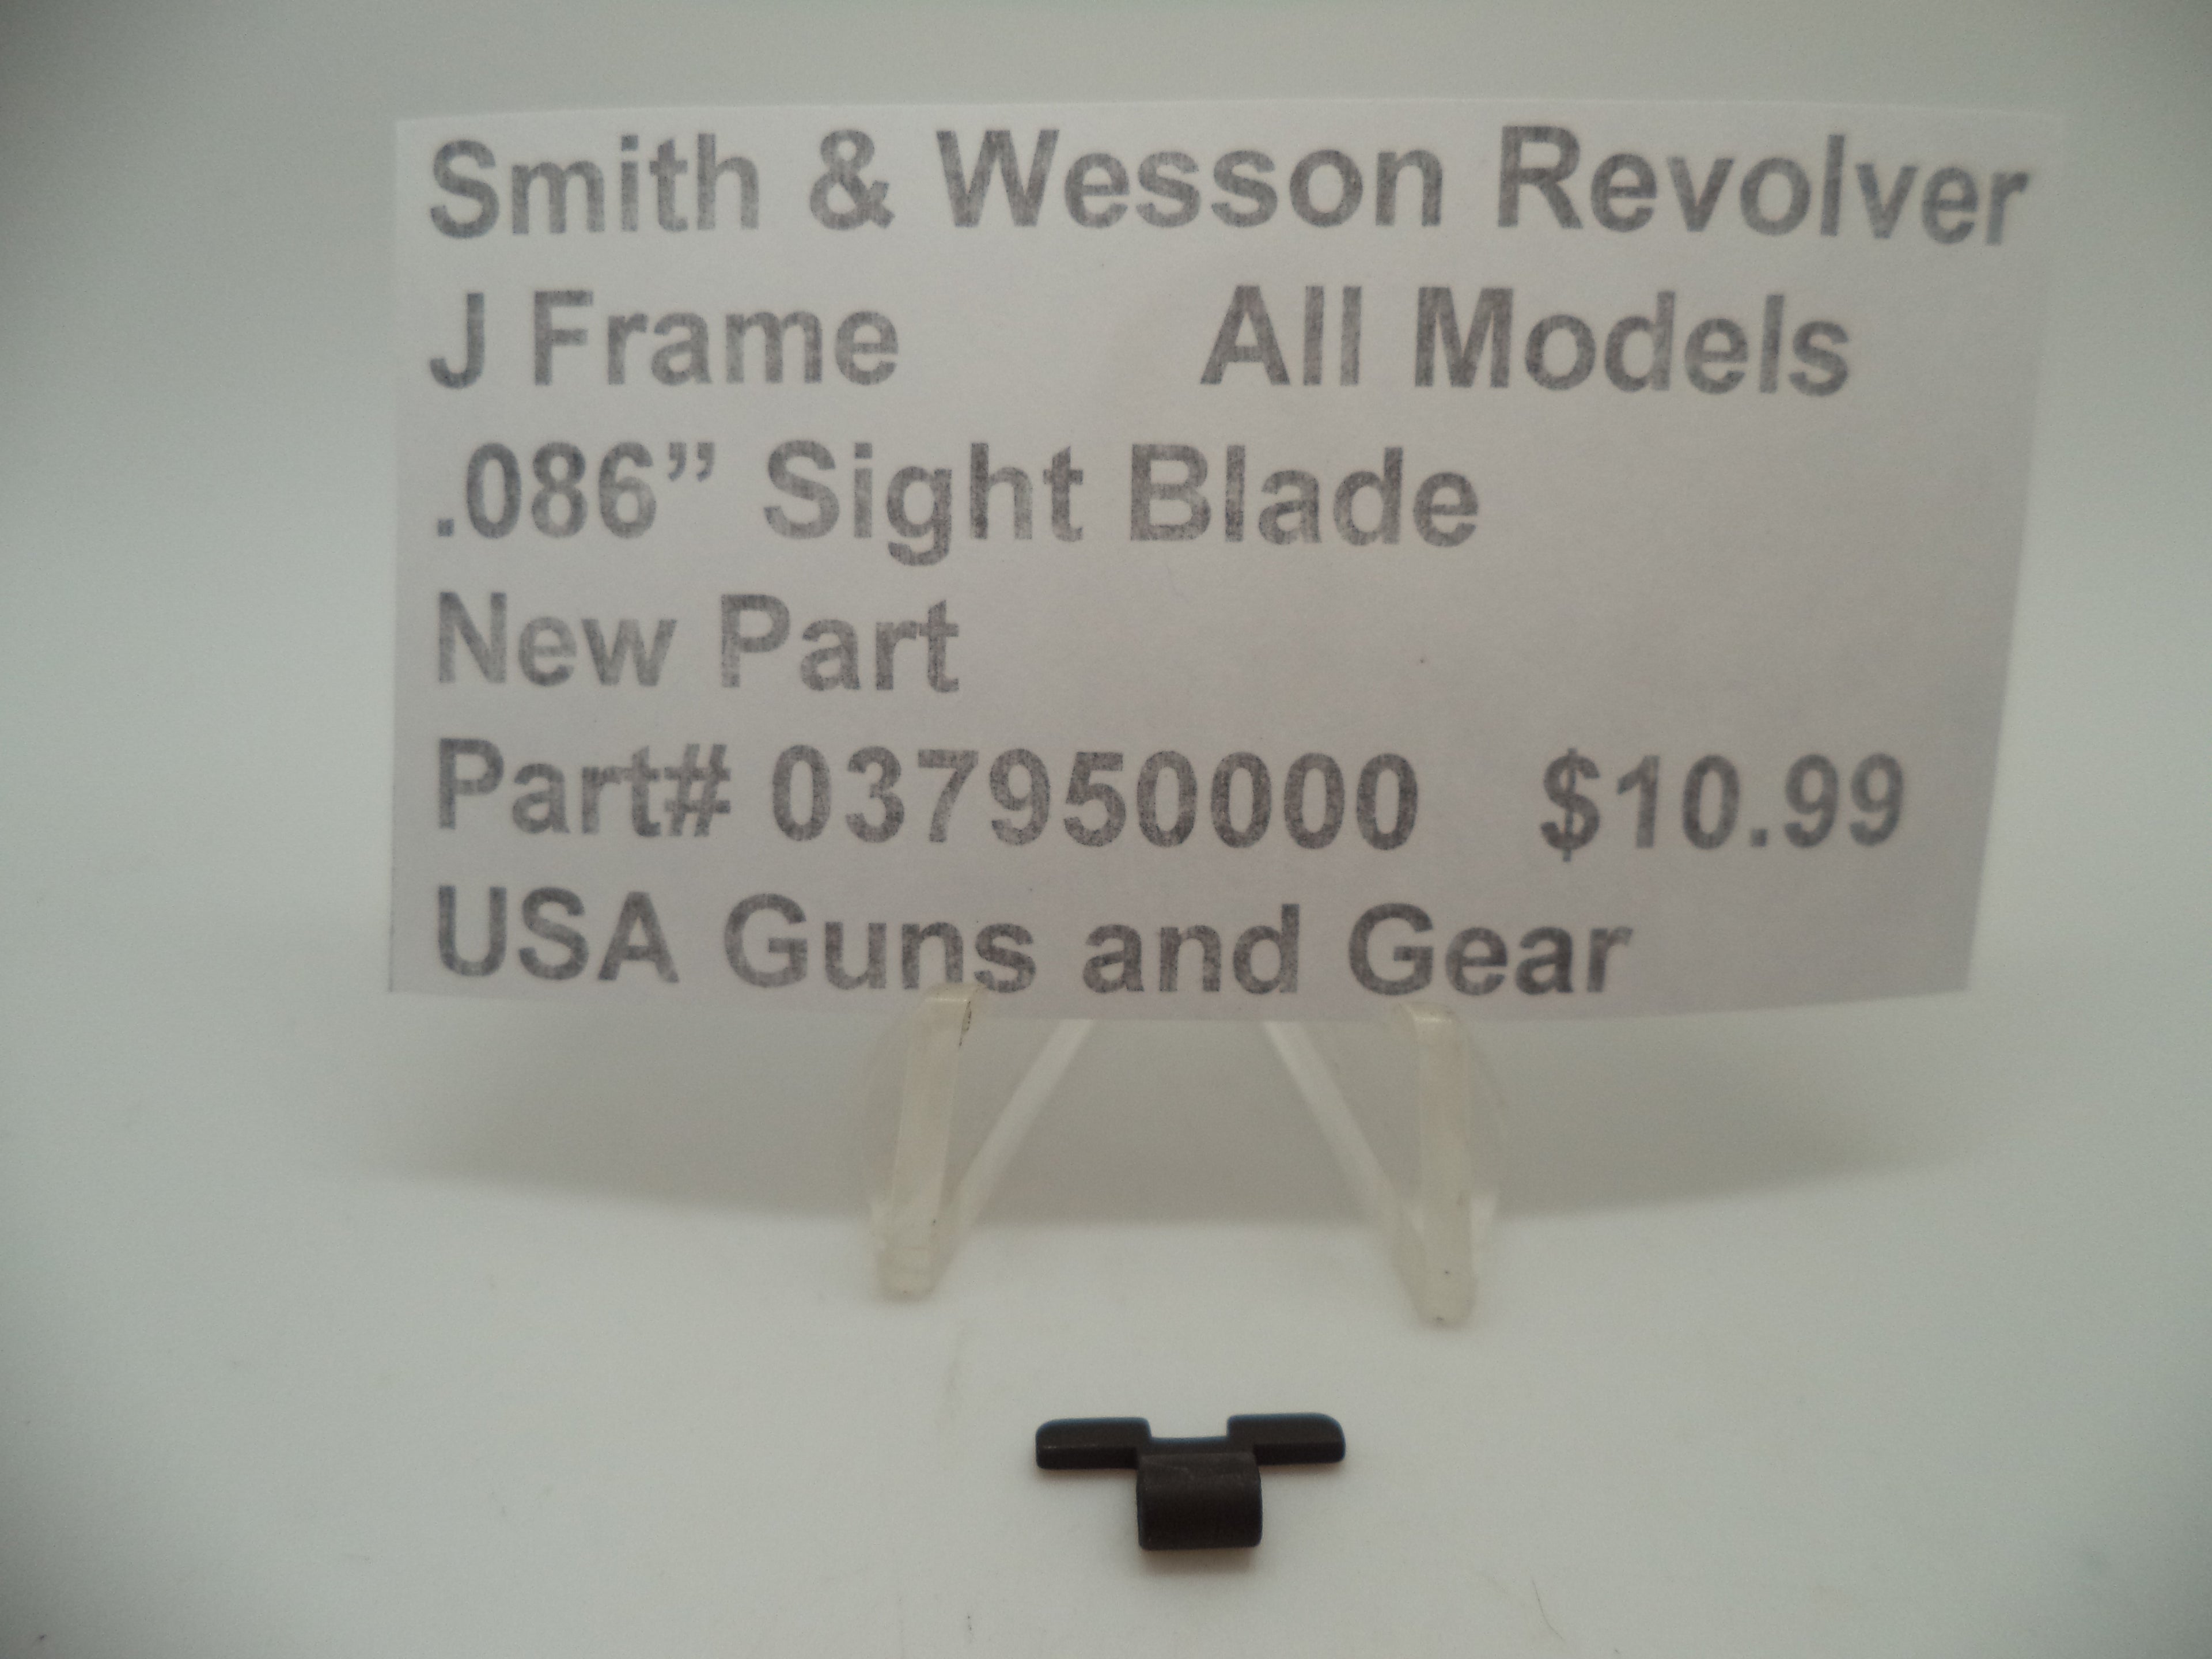 Smith & Wesson Revolver
J Frame All Models
.086” Sight Blade
New Part
Part# 037950000 $10.99
USA Guns and Gear